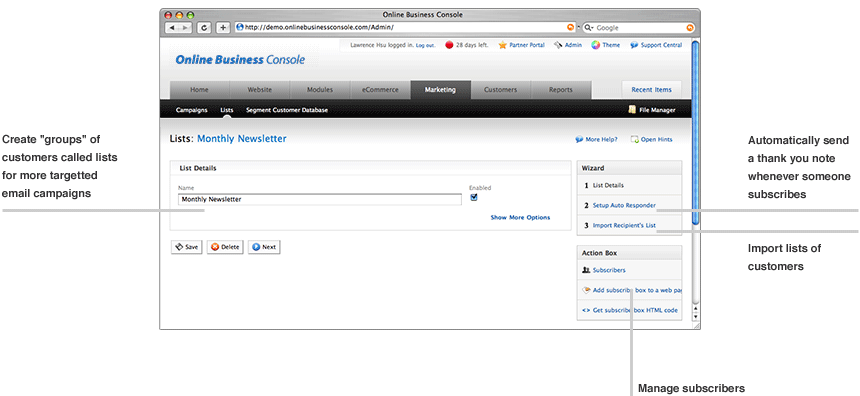 Online Business Console
http://demo.onlinebusinessconsole.com/Admin/
Google
Lawrence Hsu logged in. Log out. 28 days left. Partner Portal Admin Theme Support Central
Online Business Console
Home Website Modules eCommerce Marketing Customers Reports Recent Items
Campaigns Lists Segment Customer Database File Manager
Lists: Monthly Newsletter
More Help? Open Hints
List Details
Name
Enabled
Monthly Newsletter
Show More Options
Save Delete Next
Wizard
1 List Details
2 Setup Auto Responder
3 Import Recipient's List
Action Box
Subscribers
Add subscribe box to a web pag
<> Get subscribe box HTML code
Create "groups" of
customers called lists
for more targetted
email campaigns
Automatically send
a thank you note
whenever someone
subscribes
Import lists of
customers
Manage subscribers